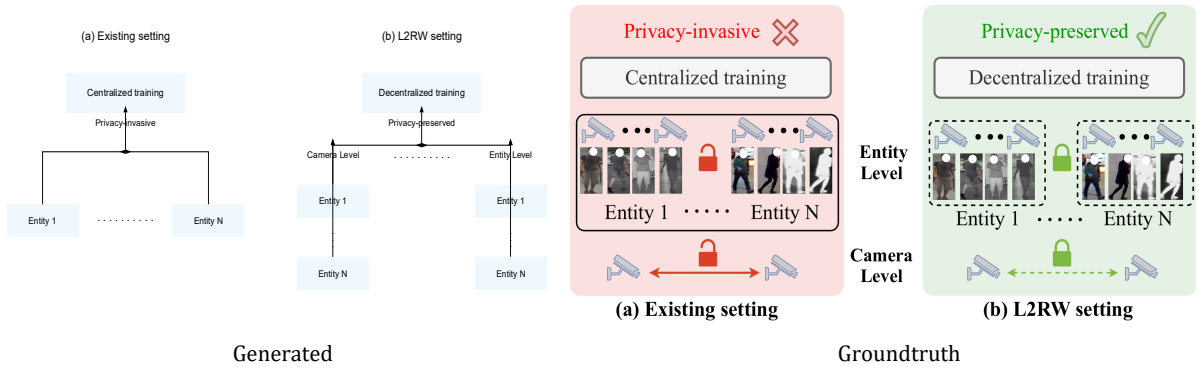 (a) Existing setting
(b) L2RW setting
Centralized training
Decentralized training
Privacy-invasive
Privacy-preserved
Camera Level
. . . . . . . . . .
Entity Level
Entity 1
Entity 1
Entity 1
. . . . . . . . . .
Entity N
Entity N
Entity N
Generated
Privacy-invasive
Centralized training
Entity 1 ..... Entity N
(a) Existing setting
Entity
Level
Camera
Level
Privacy-preserved
Decentralized training
Entity 1 ..... Entity N
(b) L2RW setting
Groundtruth